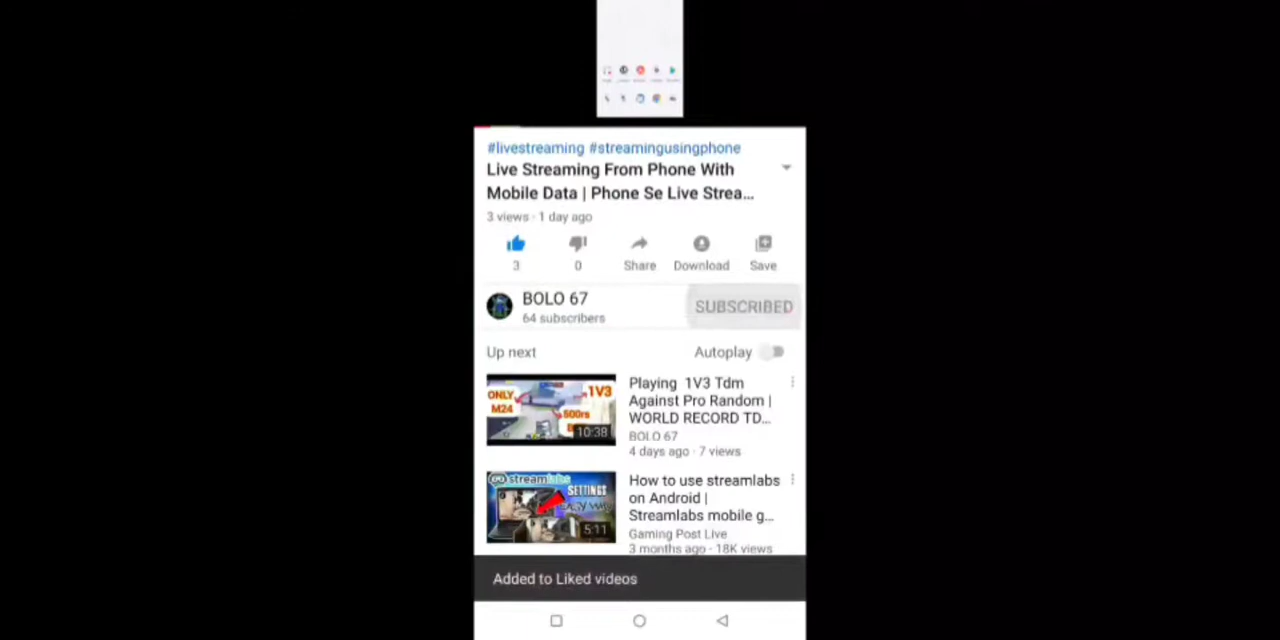 #livestreaming #streamingusingphone
Live Streaming From Phone With
Mobile Data | Phone Se Live Strea...
3 views · 1 day ago
3
0
Share
Download
Save
BOLO 67
64 subscribers
SUBSCRIBED
Up next
Autoplay
ONLY
M24
1V3
500rs
10:38
Playing 1V3 Tdm
Against Pro Random |
WORLD RECORD TD...
BOLO 67
4 days ago · 7 views
streamlabs
SETTINGS
5:11
How to use streamlabs
on Android |
Streamlabs mobile g...
Gaming Post Live
3 months ago · 18K views
Added to Liked videos